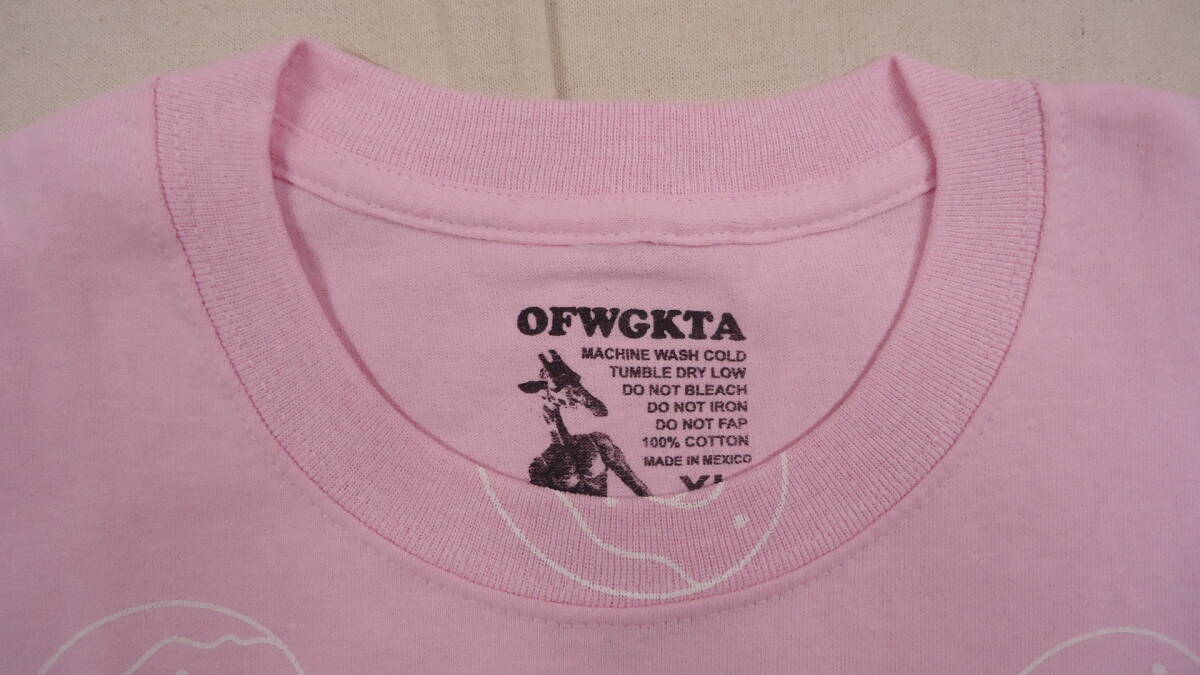 OFWGKTA
MACHINE WASH COLD
TUMBLE DRY LOW
DO NOT BLEACH
DO NOT IRON
DO NOT FAP
100% COTTON
MADE IN MEXICO